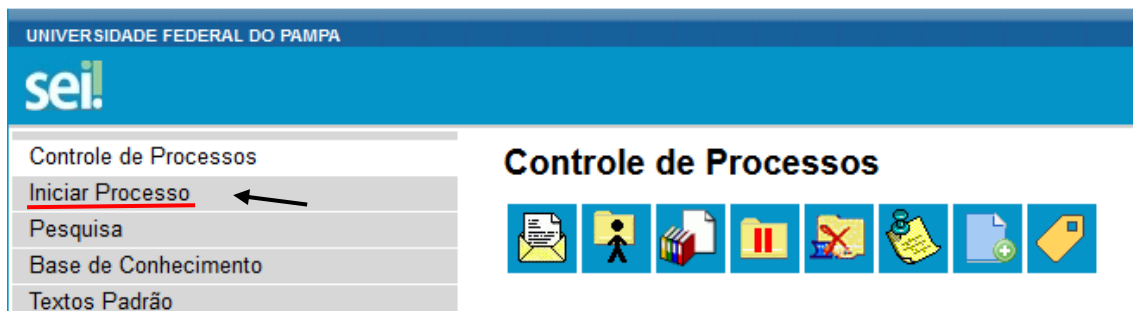 UNIVERSIDADE FEDERAL DO PAMPA
sei!
Controle de Processos
Iniciar Processo
Pesquisa
Base de Conhecimento
Textos Padrão
Controle de Processos